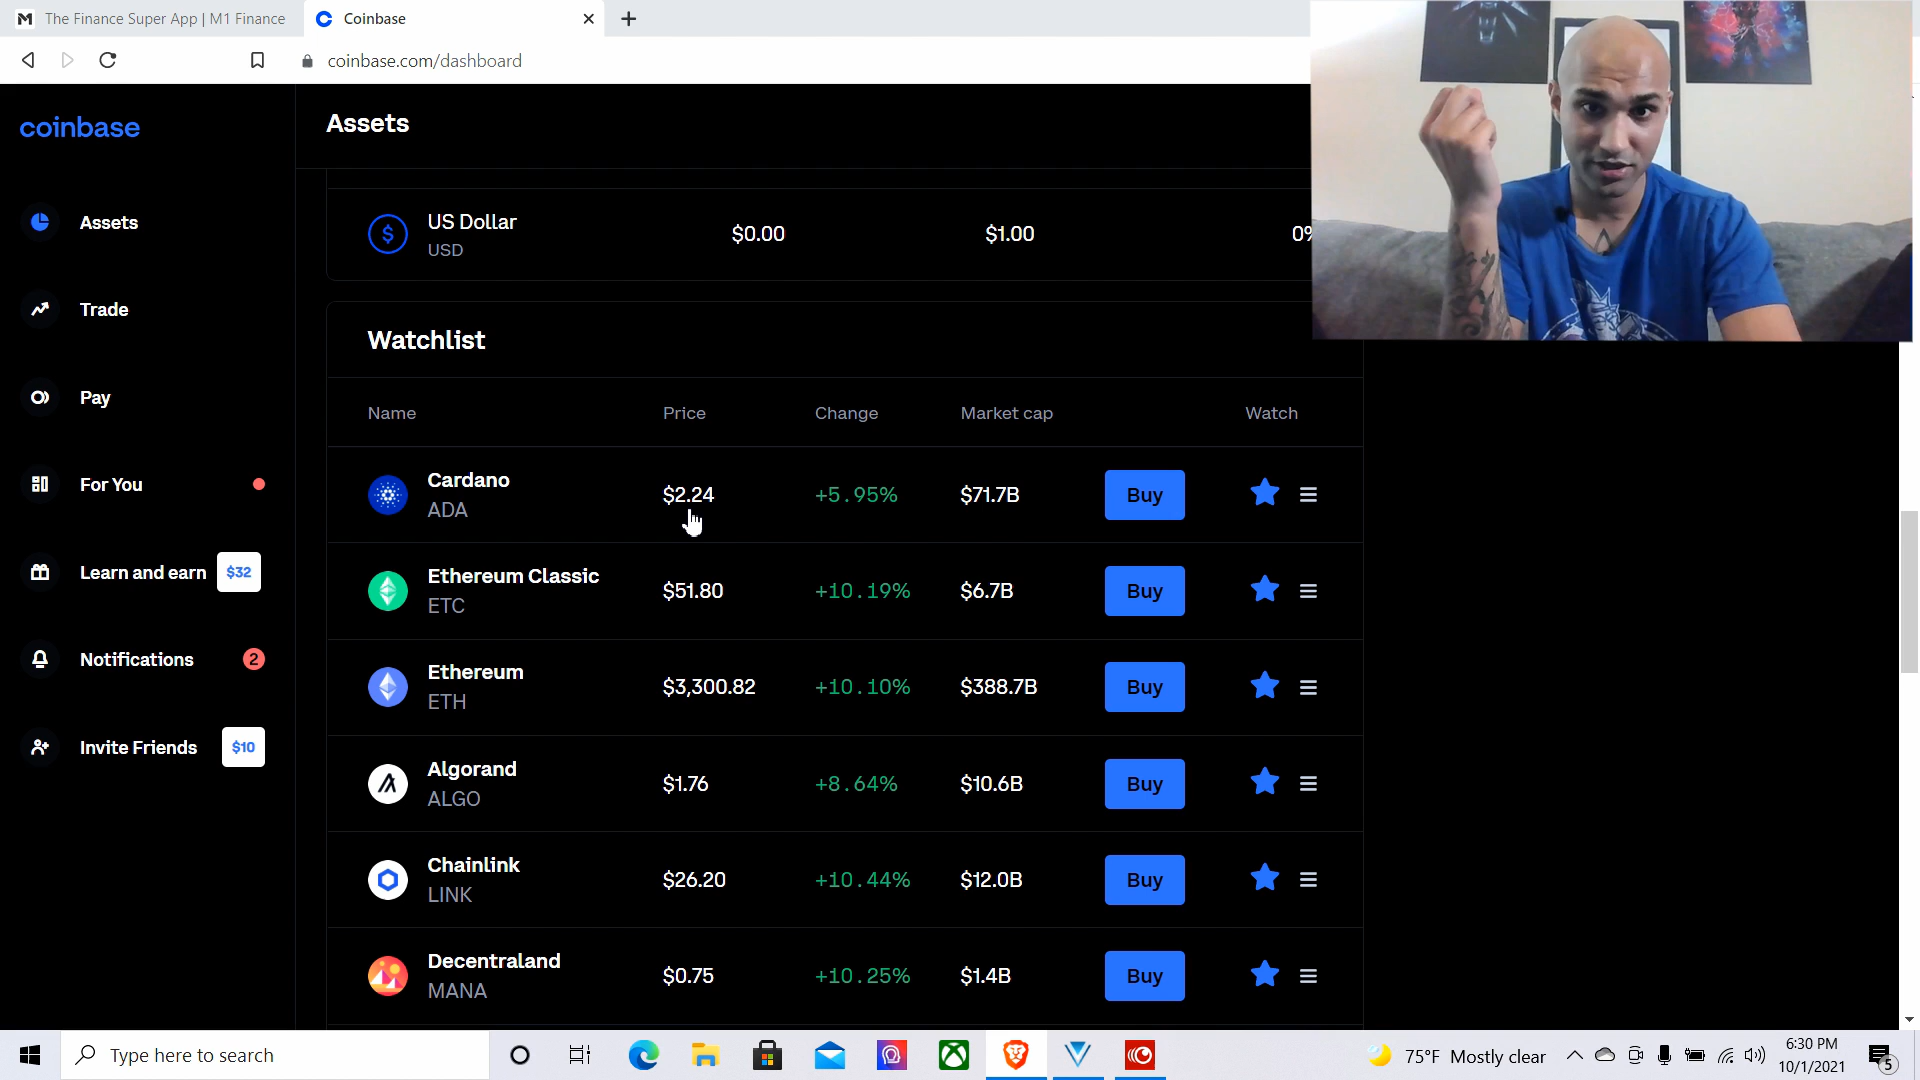 The Finance Super App | M1 Finance
Coinbase
coinbase.com/dashboard
coinbase
Assets
Assets
Trade
Pay
For You
Learn and earn $32
Notifications 2
Invite Friends $10
US Dollar
USD
$0.00 $1.00 0%
Watchlist
Name Price Change Market cap Watch
Cardano
ADA
$2.24 +5.95% $71.7B Buy
Ethereum Classic
ETC
$51.80 +10.19% $6.7B Buy
Ethereum
ETH
$3,300.82 +10.10% $388.7B Buy
Algorand
ALGO
$1.76 +8.64% $10.6B Buy
Chainlink
LINK
$26.20 +10.44% $12.0B Buy
Decentraland
MANA
$0.75 +10.25% $1.4B Buy
Type here to search
75°F Mostly clear
6:30 PM
10/1/2021
5